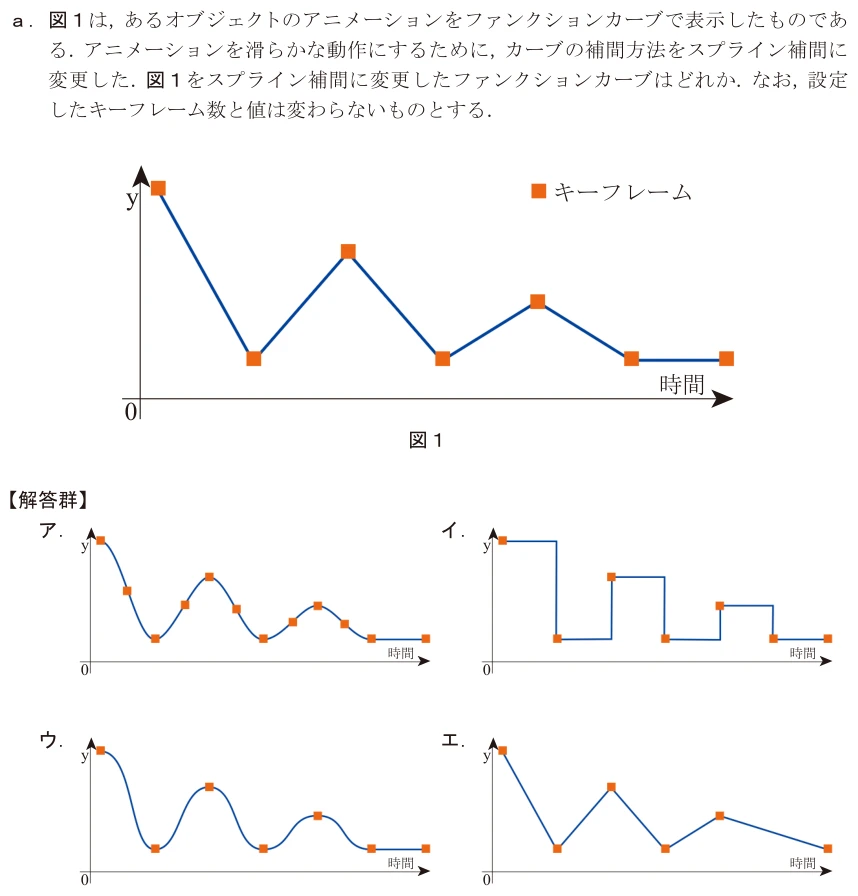 a．図1は，あるオブジェクトのアニメーションをファンクションカーブで表示したものであ
る．アニメーションを滑らかな動作にするために，カーブの補間方法をスプライン補間に
変更した．図1をスプライン補間に変更したファンクションカーブはどれか．なお，設定
したキーフレーム数と値は変わらないものとする．
y
キーフレーム
時間
0
図1
【解答群】
ア．
y
時間
0
イ．
y
時間
0
ウ．
y
時間
0
エ．
y
時間
0